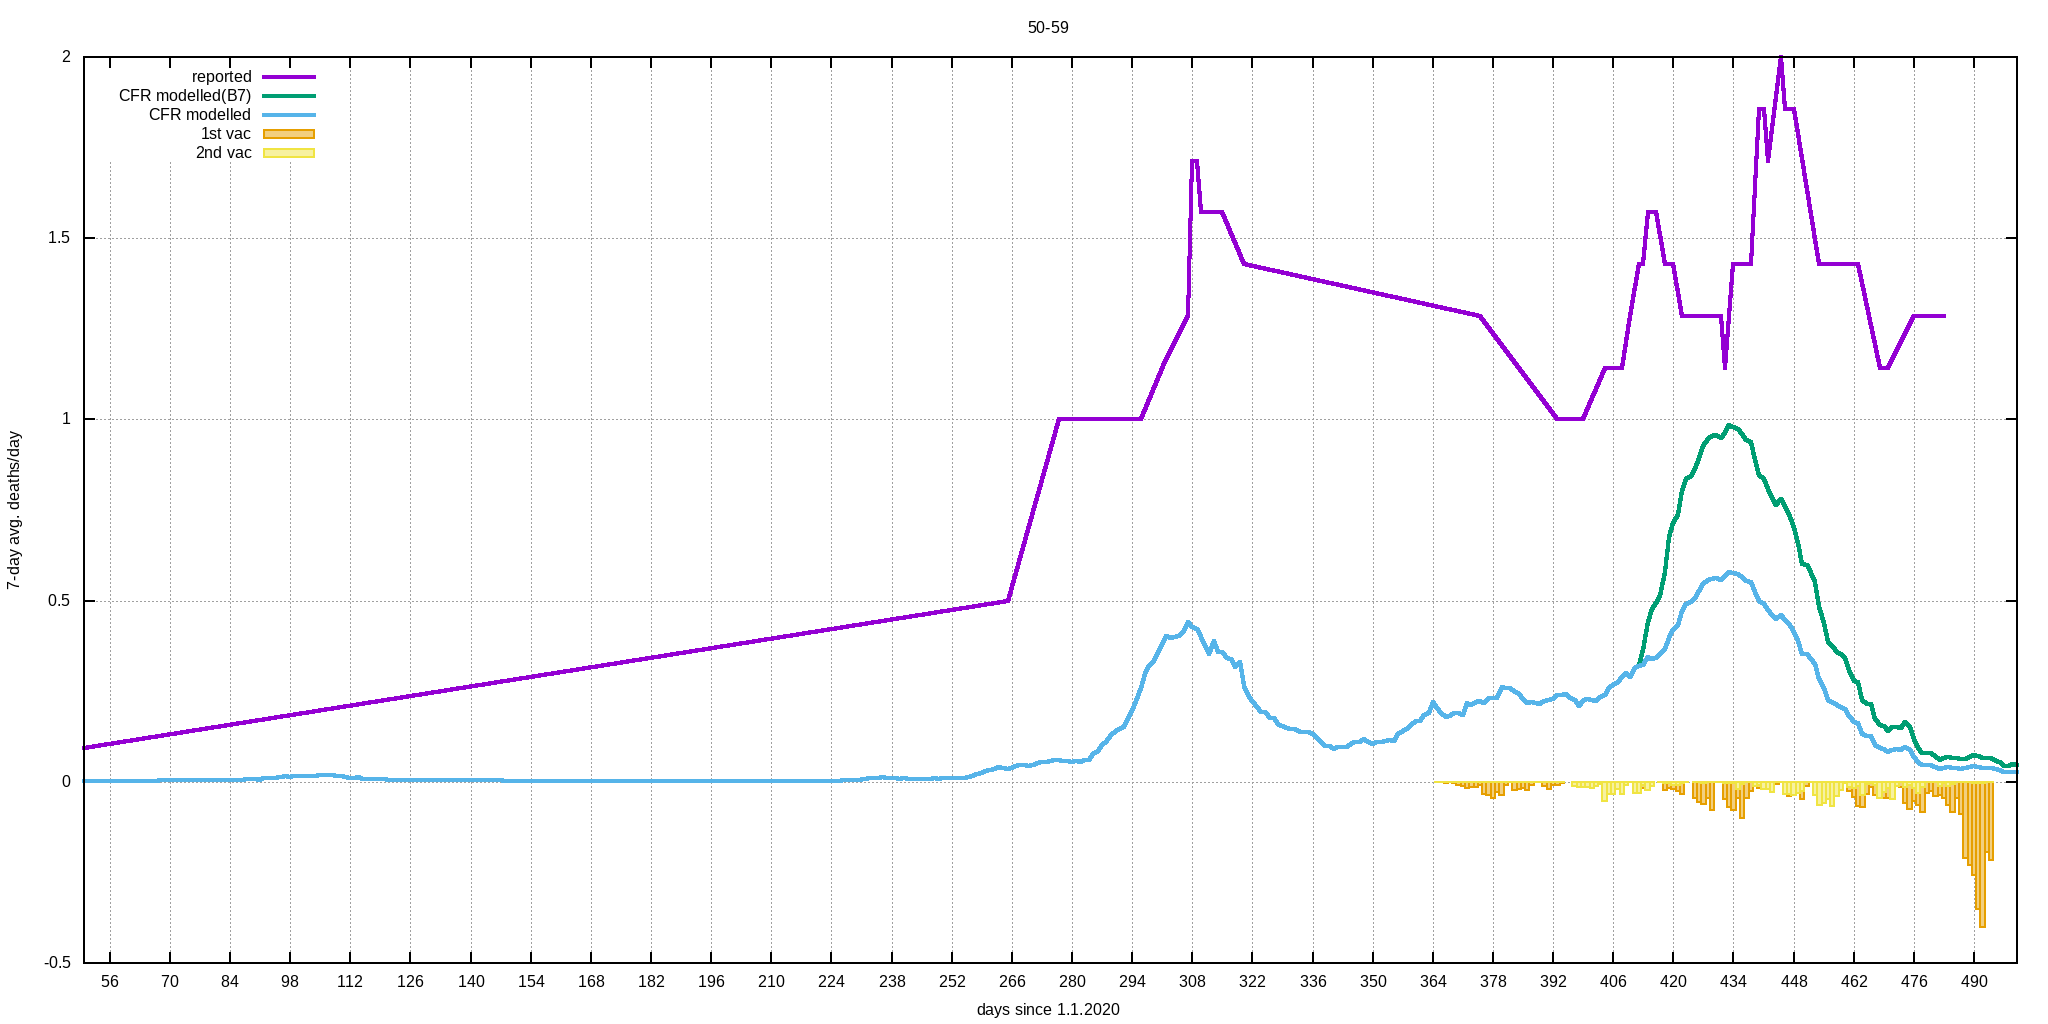 50-59
2
1.5
1
0.5
0
-0.5
7-day avg. deaths/day
reported
CFR modelled(B7)
CFR modelled
1st vac
2nd vac
56 70 84 98 112 126 140 154 168 182 196 210 224 238 252 266 280 294 308 322 336 350 364 378 392 406 420 434 448 462 476 490
days since 1.1.2020